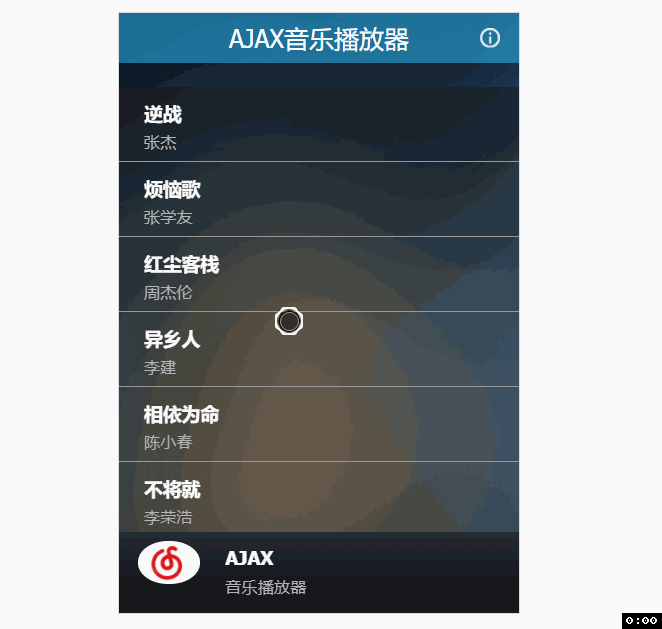 AJAX音乐播放器
逆战
张杰
烦恼歌
张学友
红尘客栈
周杰伦
异乡人
李建
相依为命
陈小春
不将就
李荣浩
AJAX
音乐播放器
0:00